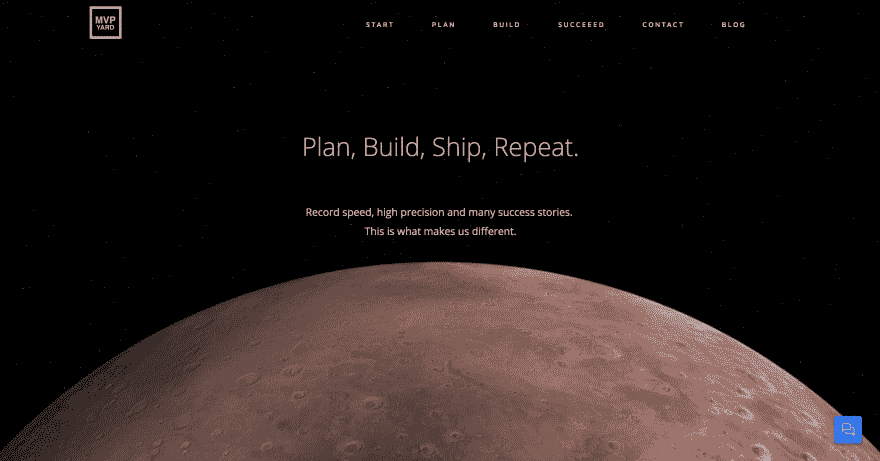 MVP
YARD
START PLAN BUILD SUCCEEED CONTACT BLOG
Plan, Build, Ship, Repeat.
Record speed, high precision and many success stories.
This is what makes us different.